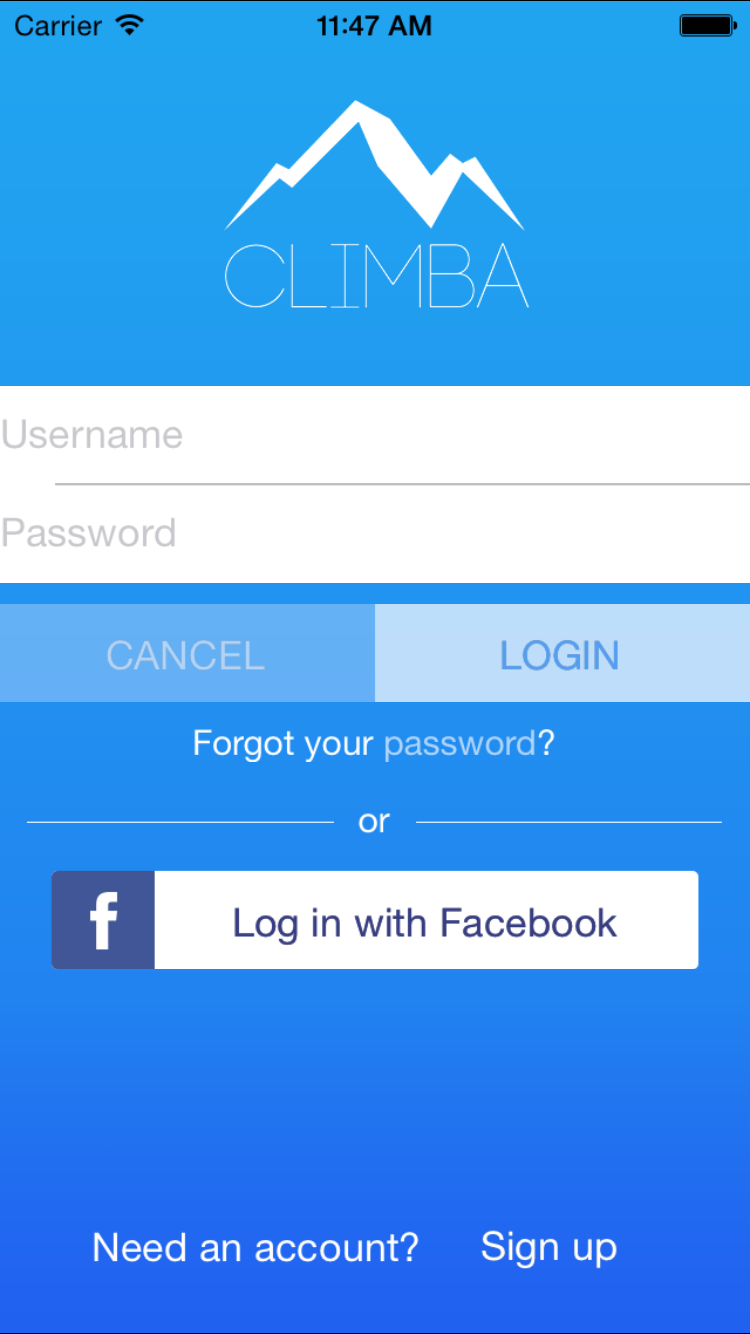 Carrier 11:47 AM
CLIMBA
Username
Password
CANCEL LOGIN
Forgot your password?
or
f Log in with Facebook
Need an account? Sign up